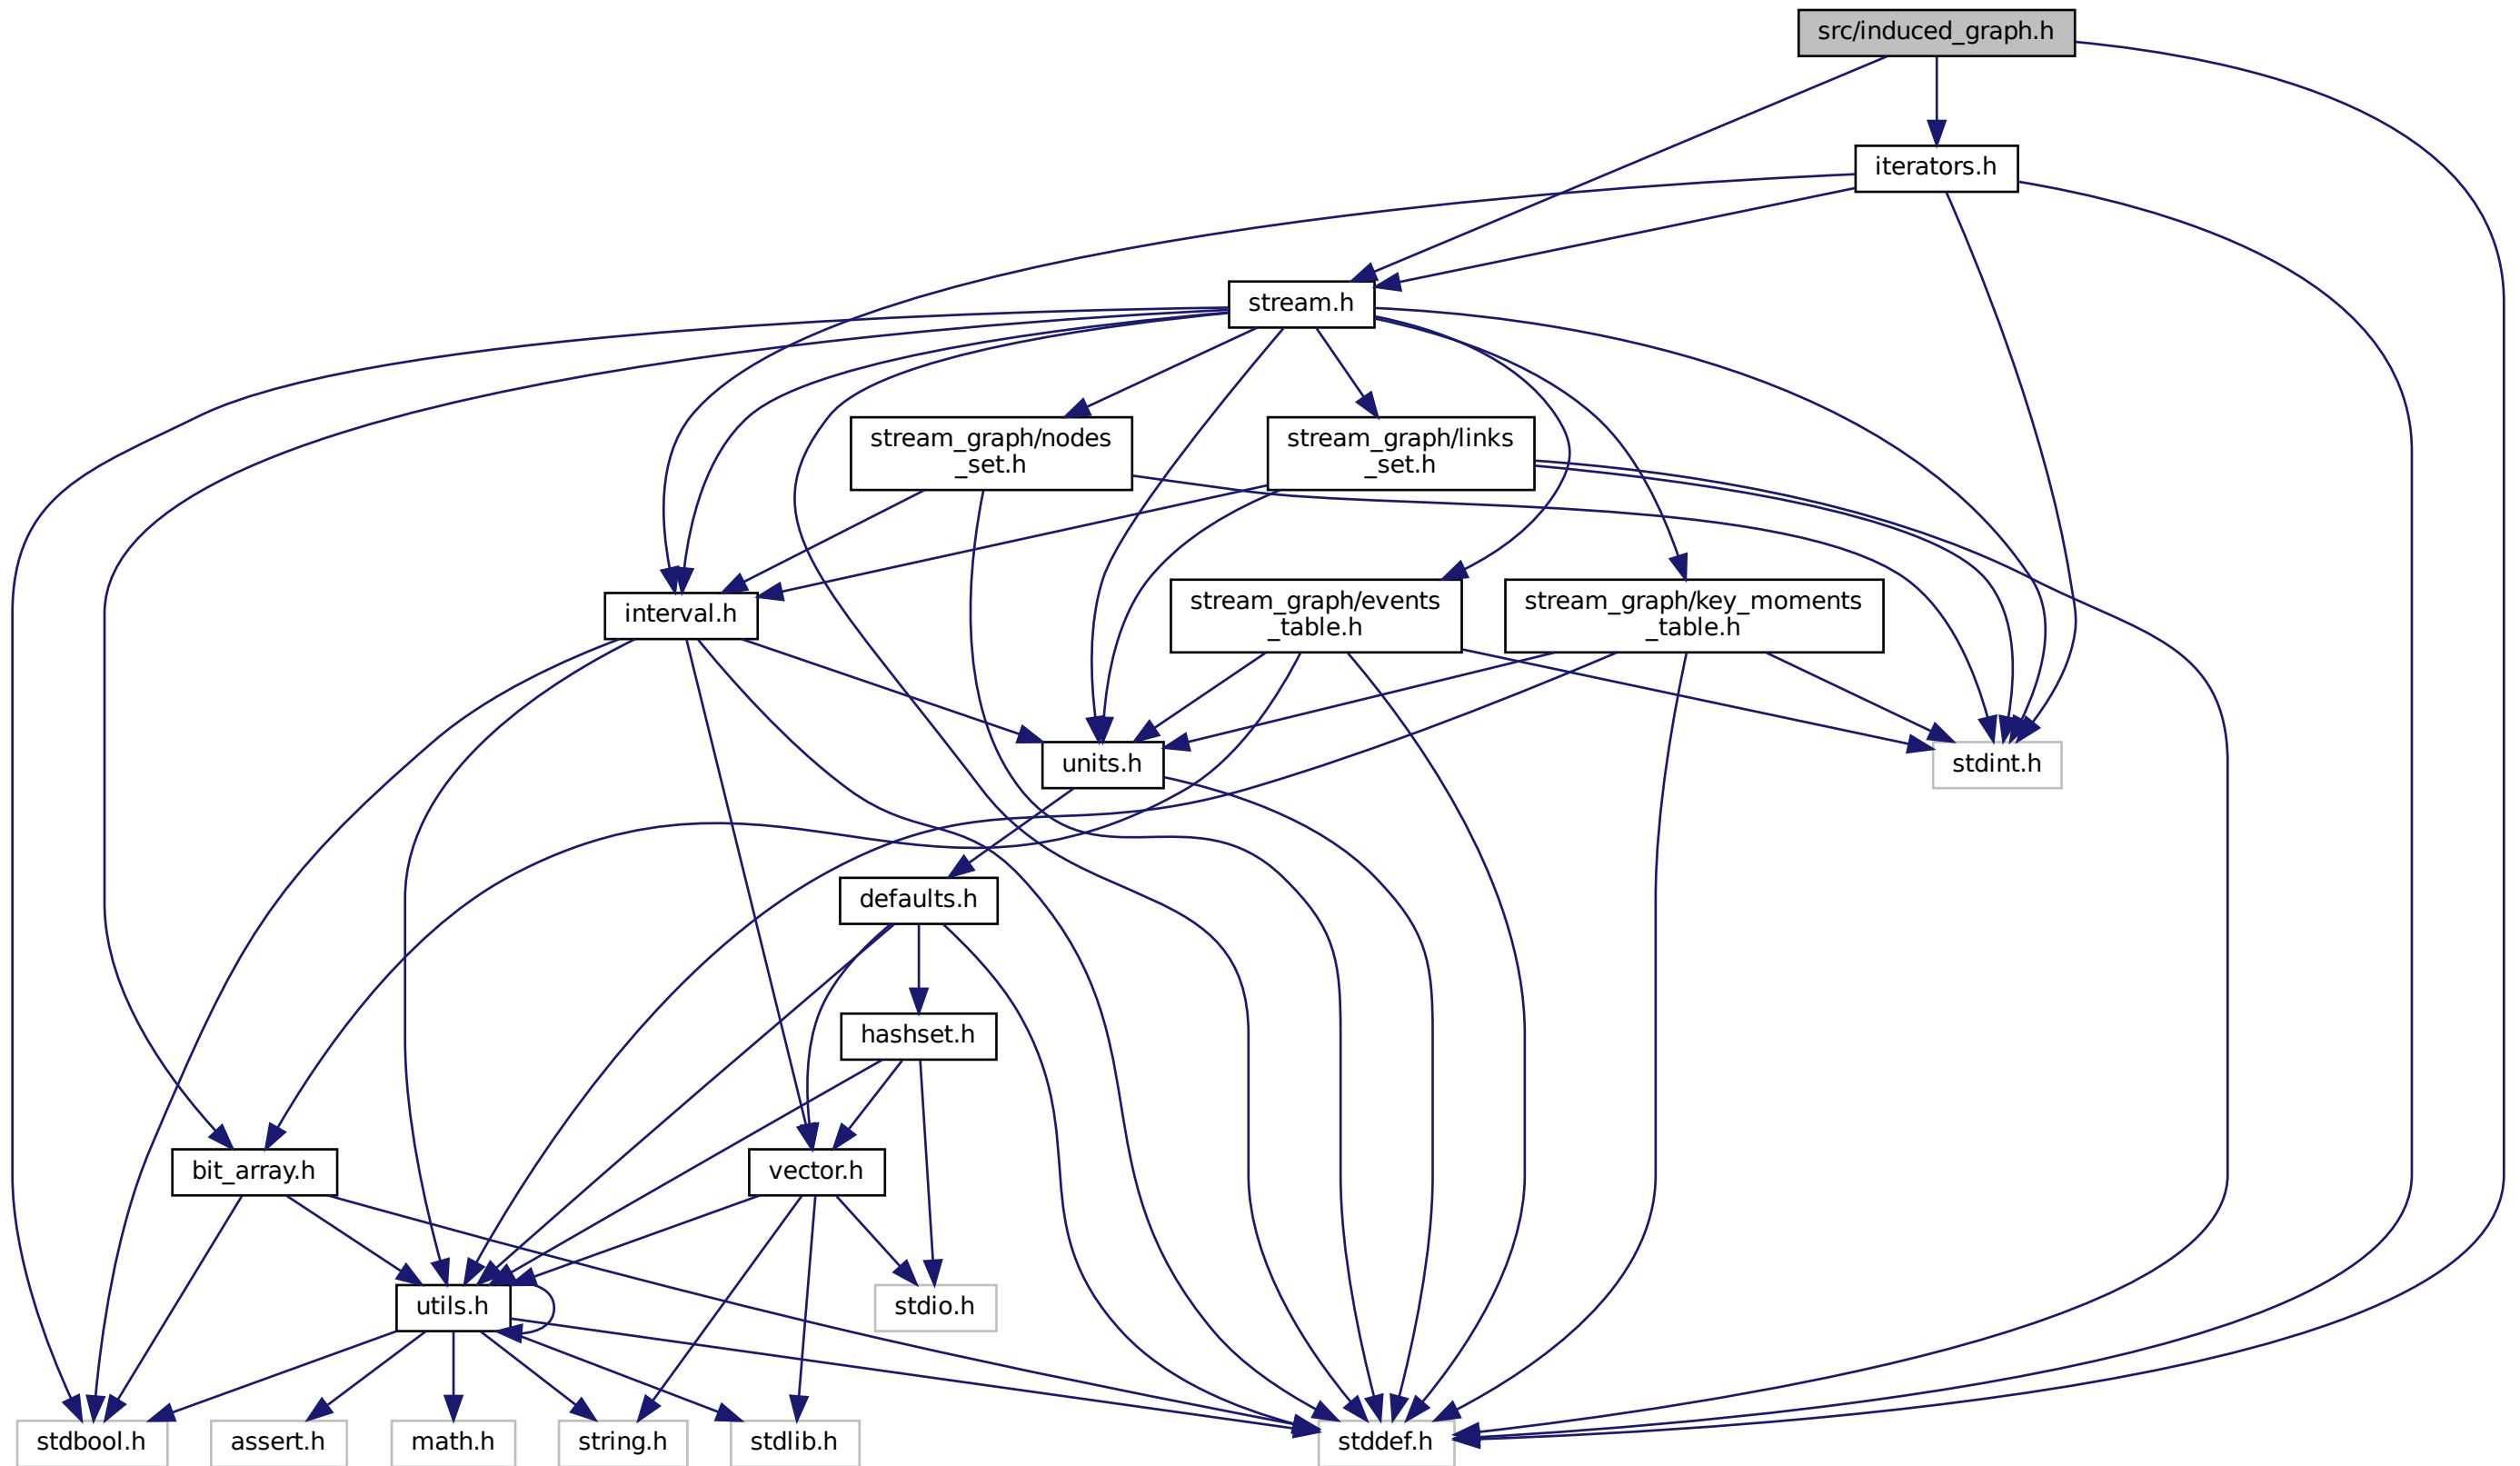 src/induced_graph.h
iterators.h
stream.h
stream_graph/nodes
_set.h
stream_graph/links
_set.h
interval.h
stream_graph/events
_table.h
stream_graph/key_moments
_table.h
units.h
stdint.h
defaults.h
hashset.h
bit_array.h
vector.h
utils.h
stdio.h
stdbool.h
assert.h
math.h
string.h
stdlib.h
stddef.h